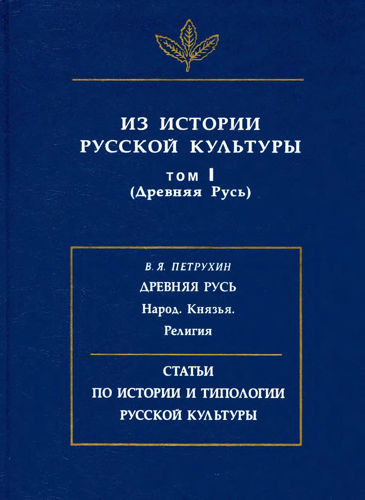 ИЗ ИСТОРИИ
РУССКОЙ КУЛЬТУРЫ
ТОМ I
(Древняя Русь)
В. Я. ПЕТРУХИН
ДРЕВНЯЯ РУСЬ
Народ. Князья.
Религия
СТАТЬИ
ПО ИСТОРИИ И ТИПОЛОГИИ
РУССКОЙ КУЛЬТУРЫ